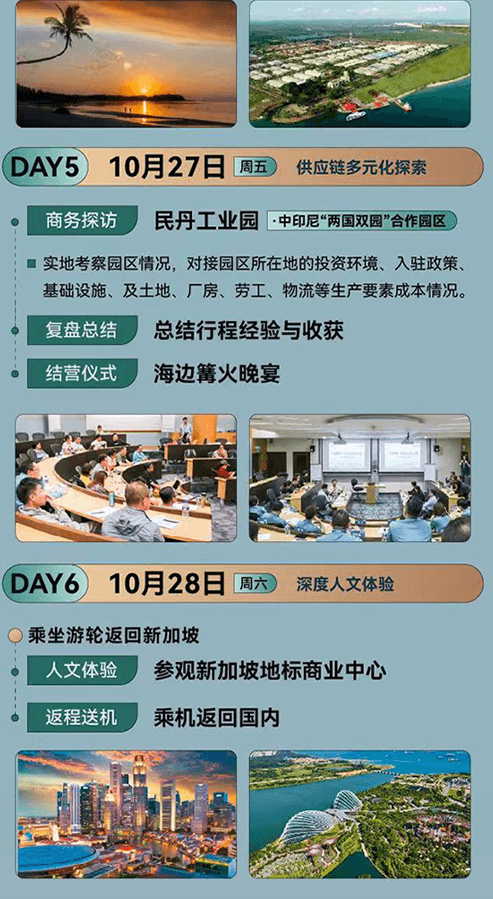 DAY5 10月27日 周五 供应链多元化探索
商务探访 民丹工业园 ·中印尼“两国双园”合作园区
实地考察园区情况，对接园区所在地的投资环境、入驻政策、
基础设施、及土地、厂房、劳工、物流等生产要素成本情况。
复盘总结 总结行程经验与收获
结营仪式 海边篝火晚宴
DAY6 10月28日 周六 深度人文体验
乘坐游轮返回新加坡
人文体验 参观新加坡地标商业中心
返程送机 乘机返回国内